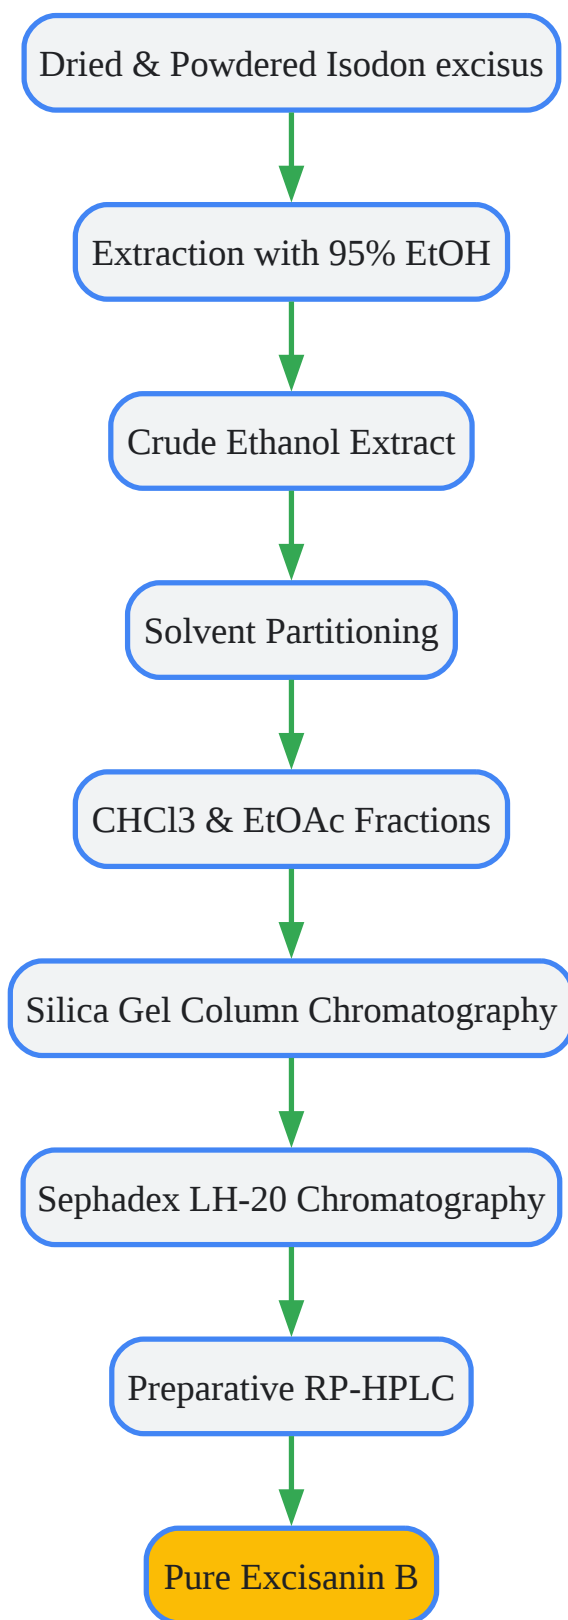 Dried & Powdered Isodon excisus
Extraction with 95% EtOH
Crude Ethanol Extract
Solvent Partitioning
CHCl3 & EtOAc Fractions
Silica Gel Column Chromatography
Sephadex LH-20 Chromatography
Preparative RP-HPLC
Pure Excisanin B